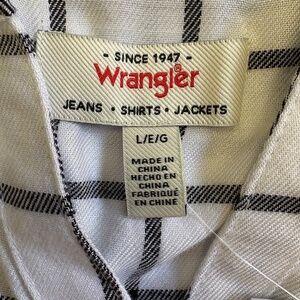 - SINCE 1947 -
Wrangler
JEANS • SHIRTS • JACKETS
L/E/G
MADE IN
CHINA
HECHO EN
CHINA
FABRIQUÉ
EN CHINE